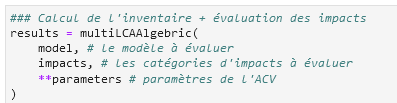 ### Calcul de l'inventaire + évaluation des impacts
results = multiLCAAlgebric(
    model, # le modèle à évaluer
    impacts, # les catégories d'impacts à évaluer
    **parameters # paramètres de l'ACV
)